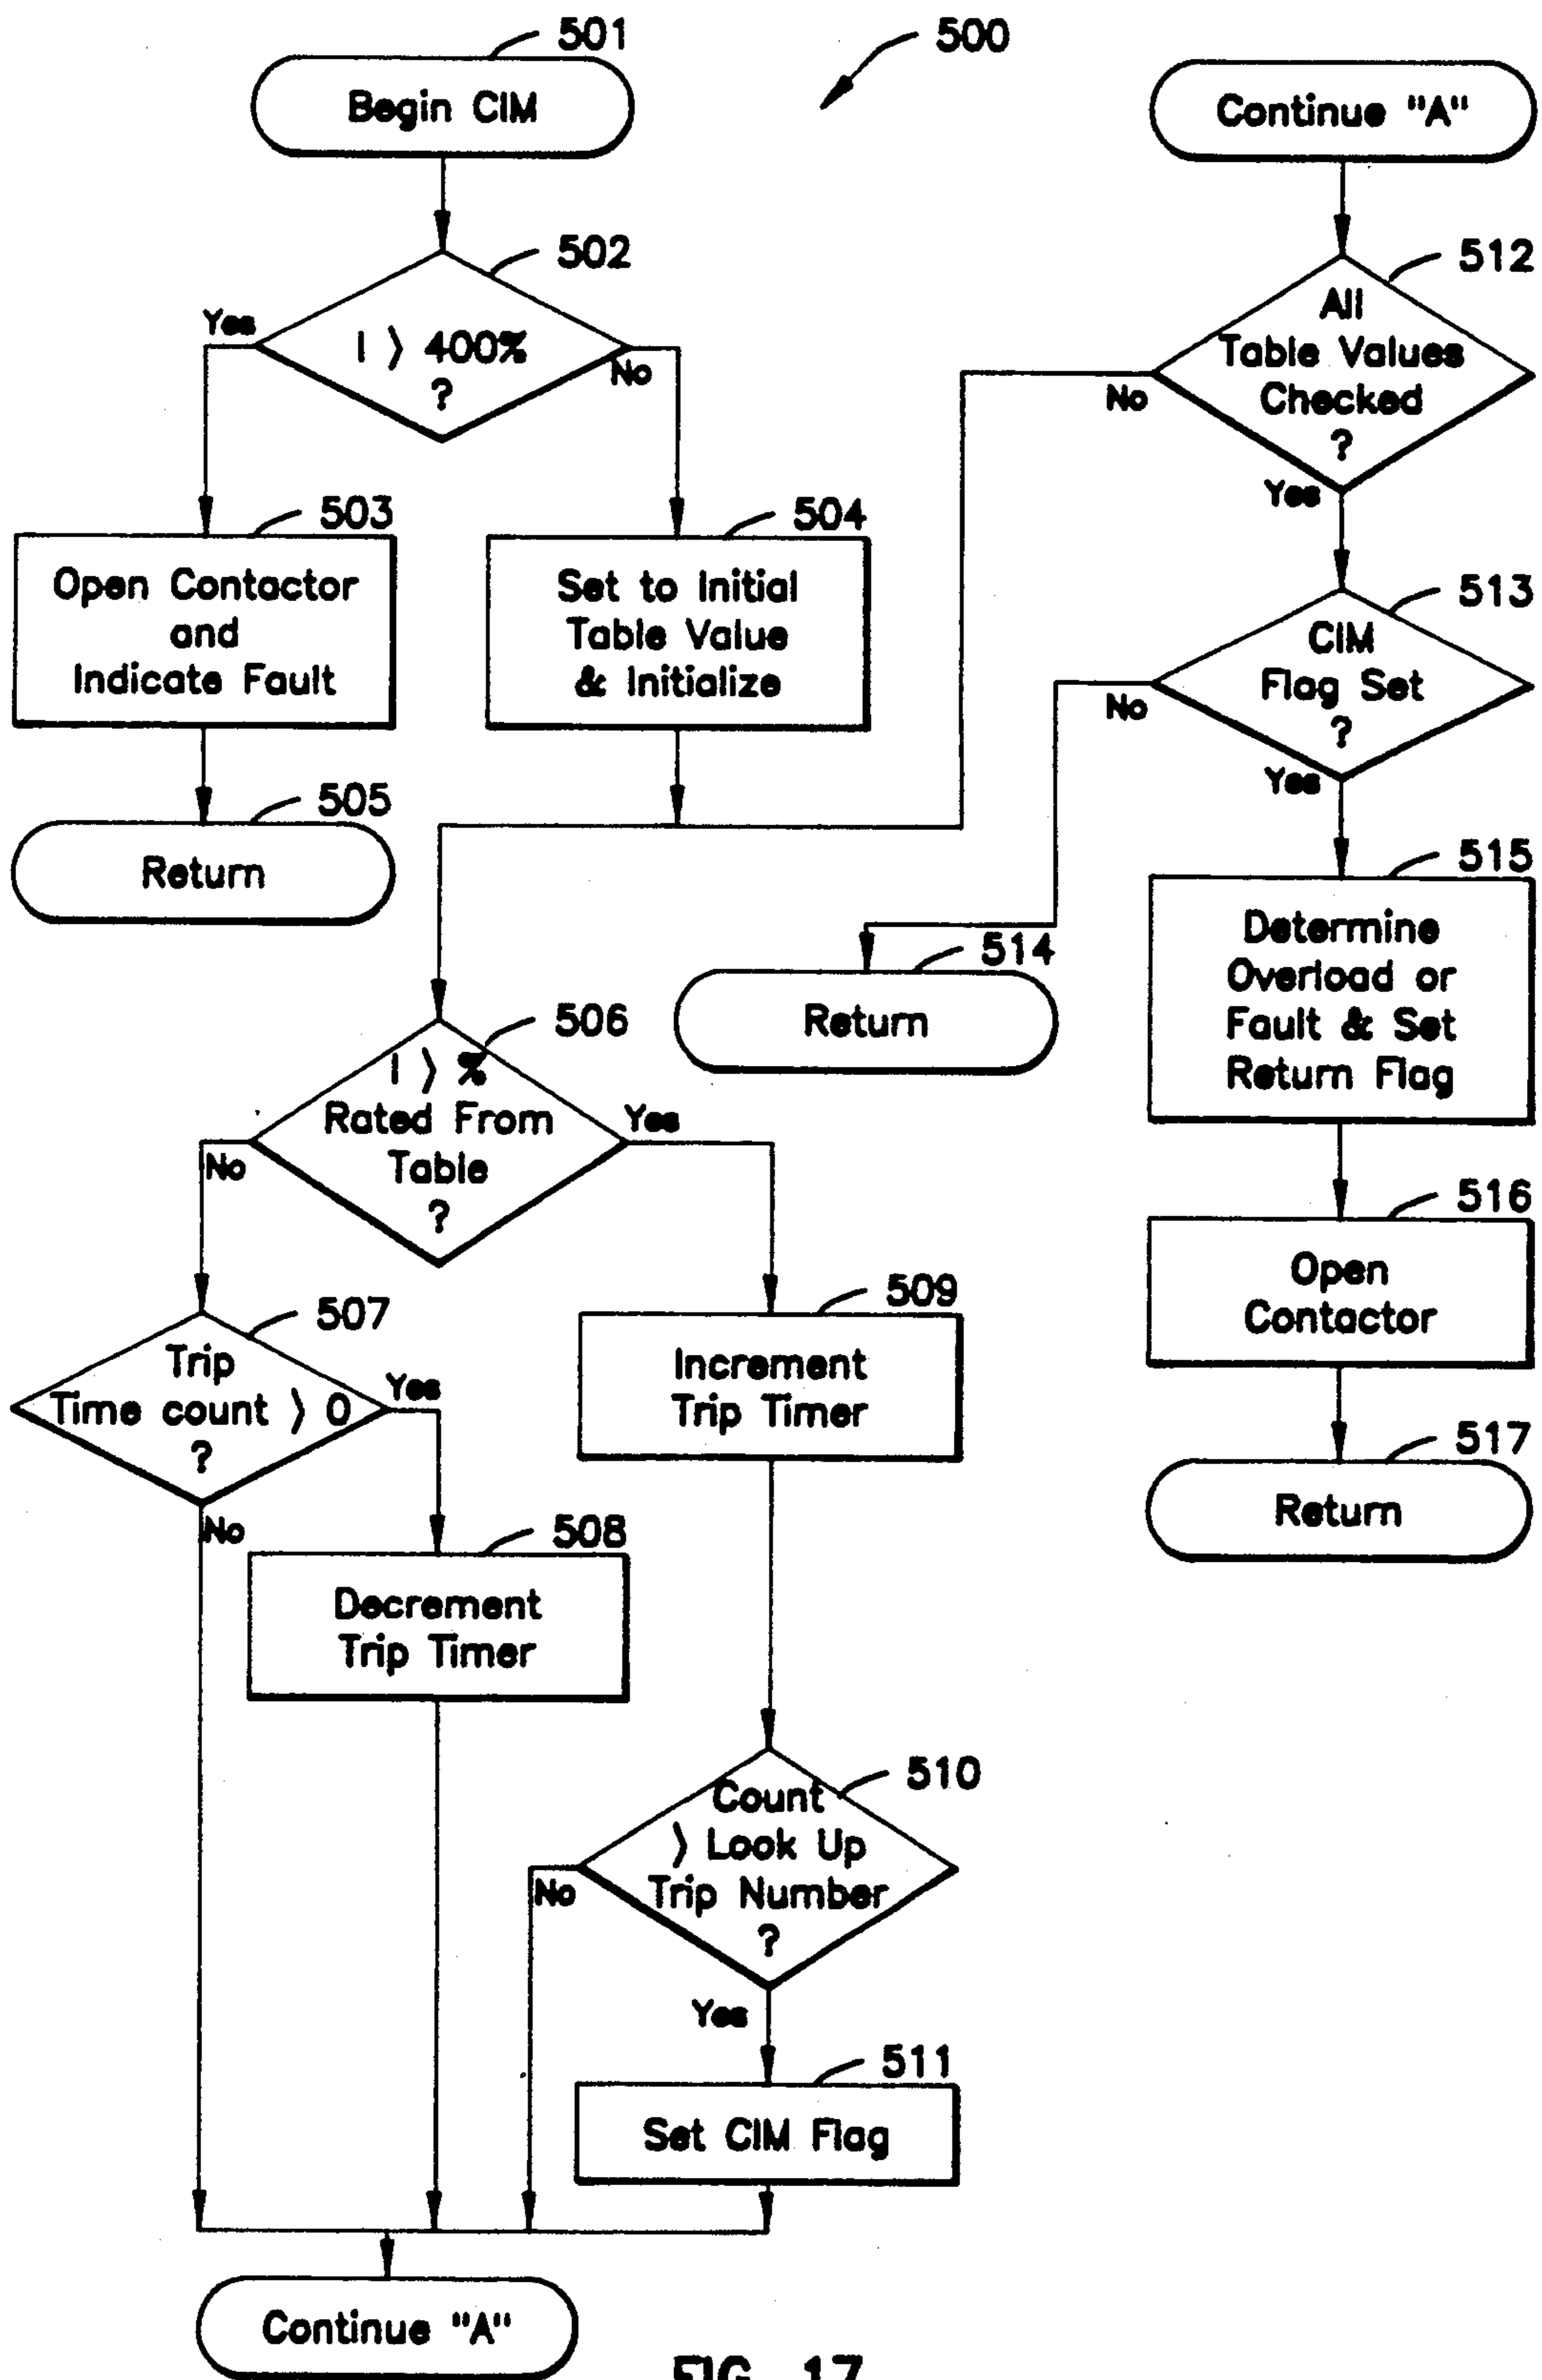 501
500
Begin CIM
Continue "A"
502
I > 400%
?
Yes
No
512
All
Table Values
Checked
?
No
Yes
503
Open Contactor
and
Indicate Fault
504
Set to Initial
Table Value
& Initialize
513
CIM
Flag Set
?
No
Yes
505
Return
514
Return
515
Determine
Overload or
Fault & Set
Return Flag
506
I > %
Rated From
Table
?
No
Yes
516
Open
Contactor
507
Trip
Time count > 0
?
Yes
No
509
Increment
Trip Timer
517
Return
508
Decrement
Trip Timer
510
Count
> Look Up
Trip Number
?
No
Yes
511
Set CIM Flag
Continue "A"
FIG. 17